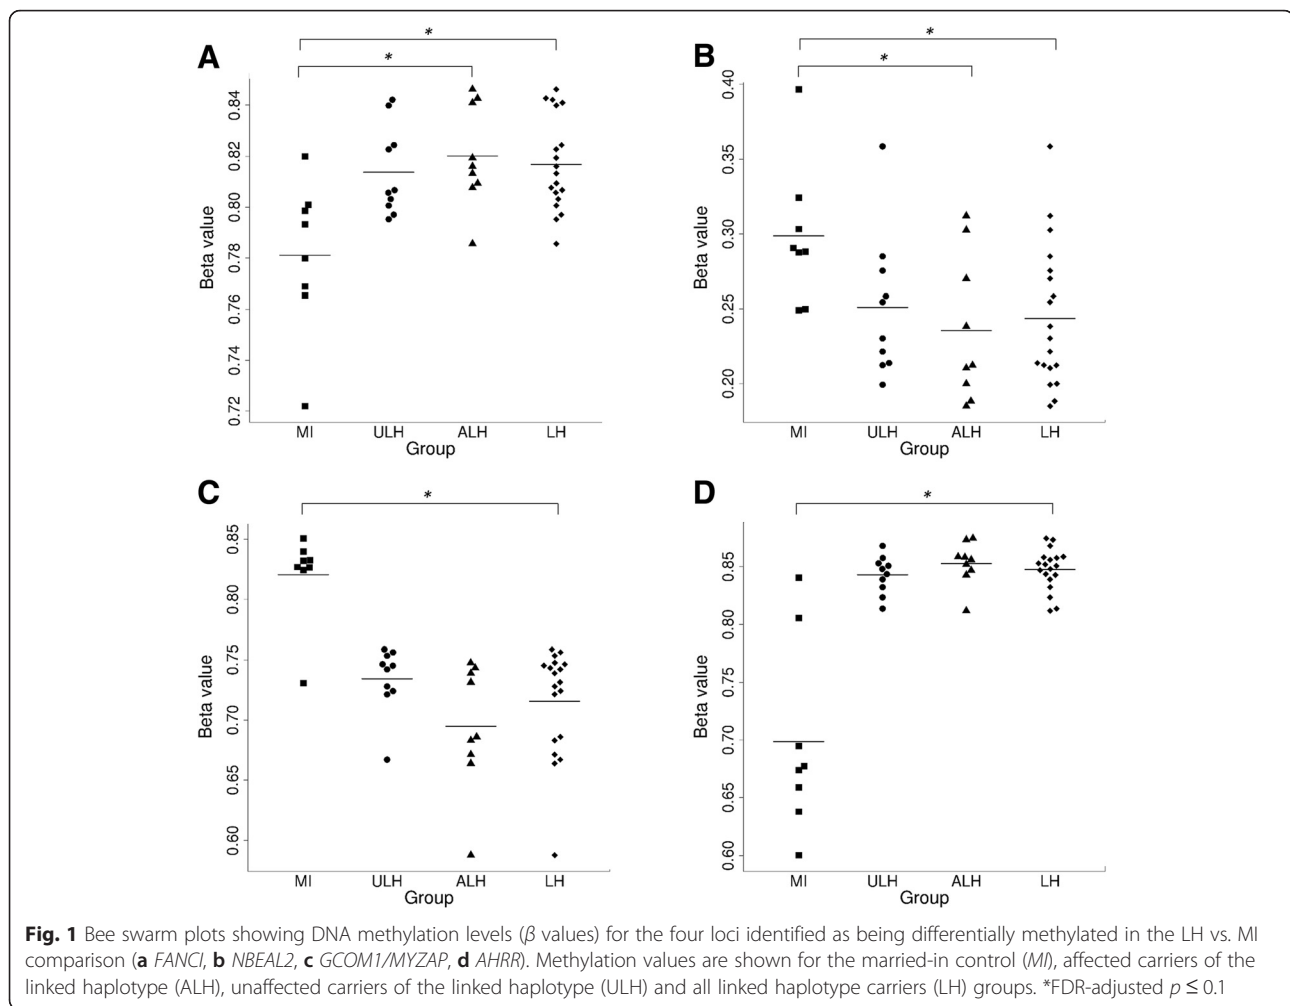 A
*
*
Beta value
0.84
0.82
0.80
0.78
0.76
0.74
0.72
MI ULH ALH LH
Group
B
*
*
Beta value
0.40
0.35
0.30
0.25
0.20
MI ULH ALH LH
Group
C
*
Beta value
0.85
0.80
0.75
0.70
0.65
0.60
MI ULH ALH LH
Group
D
*
Beta value
0.85
0.80
0.75
0.70
0.65
0.60
MI ULH ALH LH
Group
Fig. 1 Bee swarm plots showing DNA methylation levels (β values) for the four loci identified as being differentially methylated in the LH vs. MI
comparison (a FANCI, b NBEAL2, c GCOM1/MYZAP, d AHRR). Methylation values are shown for the married-in control (MI), affected carriers of the
linked haplotype (ALH), unaffected carriers of the linked haplotype (ULH) and all linked haplotype carriers (LH) groups. *FDR-adjusted p ≤ 0.1